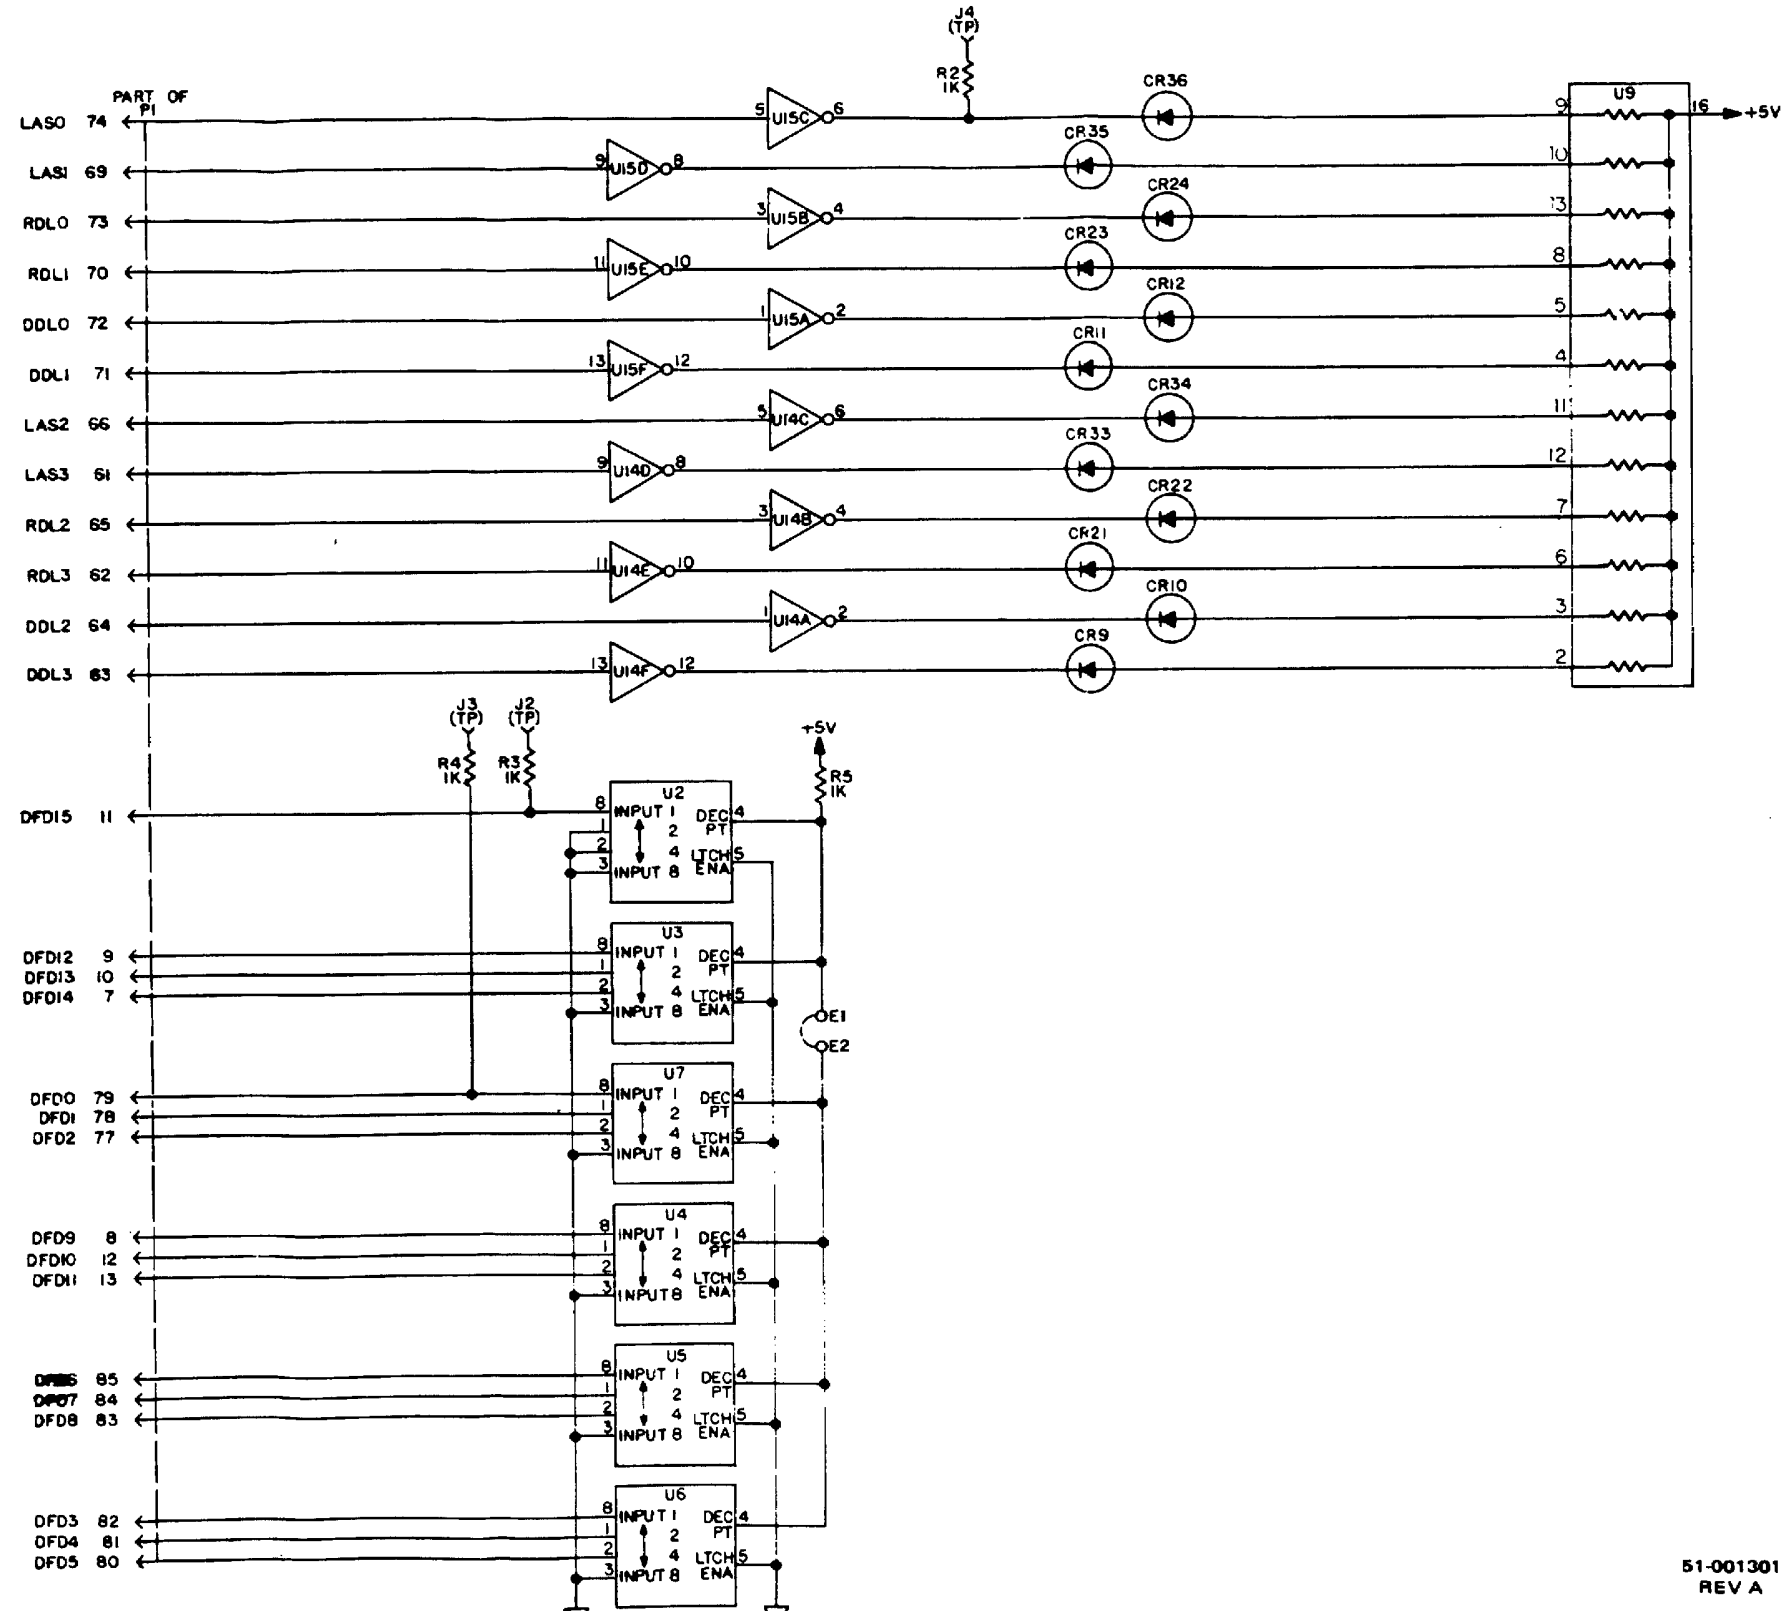 J4
(TP)
R2
1K
CR36
U9
PART OF
P1
LAS0 74 5 U15C 6 9 16 +5V
CR35
LAS1 69 9 U15D 8 10
CR24
RDL0 73 3 U15B 4 13
CR23
RDL1 70 11 U15E 10 8
CR12
DDL0 72 1 U15A 2 5
CR11
DDL1 71 13 U15F 12 4
CR34
LAS2 66 5 U14C 6 11
CR33
LAS3 61 9 U14D 8 12
CR22
RDL2 65 3 U14B 4 7
CR21
RDL3 62 11 U14E 10 6
CR10
DDL2 64 1 U14A 2 3
CR9
DDL3 63 13 U14F 12 2
J3 J2
(TP) (TP)
+5V
R4 R3 R5
1K 1K 1K
U2
DFD15 11 8 INPUT 1 DEC 4
1 2 PT
2 4 LTCH 5
3 INPUT 8 ENA
U3
DFD12 9 8 INPUT 1 DEC 4
DFD13 10 1 2 PT
DFD14 7 2 4 LTCH 5
3 INPUT 8 ENA
E1
E2
U7
DFD0 79 8 INPUT 1 DEC 4
DFD1 78 1 2 PT
DFD2 77 2 4 LTCH 5
3 INPUT 8 ENA
U4
DFD9 8 8 INPUT 1 DEC 4
DFD10 12 1 2 PT
DFD11 13 2 4 LTCH 5
3 INPUT 8 ENA
U5
85 8 INPUT 1 DEC 4
84 1 2 PT
DFD8 83 2 4 LTCH 5
3 INPUT 8 ENA
U6
DFD3 82 8 INPUT 1 DEC 4
DFD4 81 1 2 PT
DFD5 80 2 4 LTCH 5
3 INPUT 8 ENA
51-001301
REV A